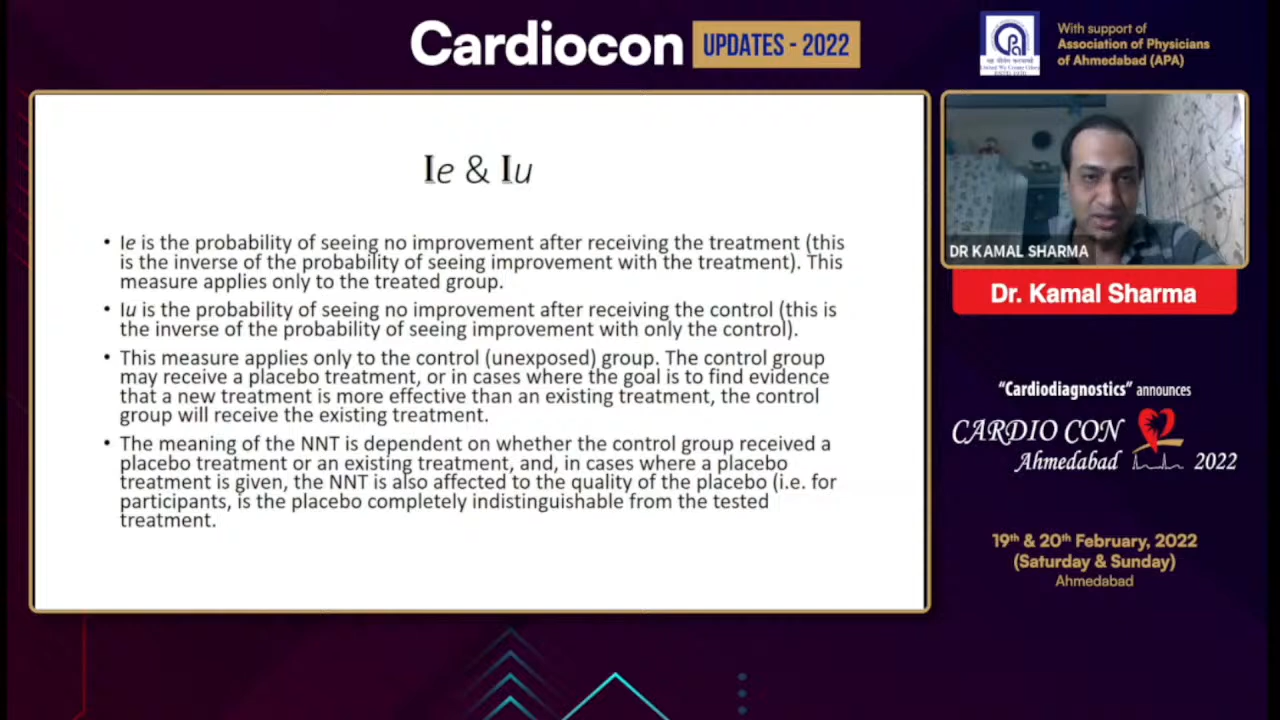 Cardiocon
UPDATES - 2022
With support of
Association of Physicians
of Ahmedabad (APA)
Ie & Iu
• Ie is the probability of seeing no improvement after receiving the treatment (this
is the inverse of the probability of seeing improvement with the treatment). This
measure applies only to the treated group.
• Iu is the probability of seeing no improvement after receiving the control (this is
the inverse of the probability of seeing improvement with only the control).
• This measure applies only to the control (unexposed) group. The control group
may receive a placebo treatment, or in cases where the goal is to find evidence
that a new treatment is more effective than an existing treatment, the control
group will receive the existing treatment.
• The meaning of the NNT is dependent on whether the control group received a
placebo treatment or an existing treatment, and, in cases where a placebo
treatment is given, the NNT is also affected to the quality of the placebo (i.e. for
participants, is the placebo completely indistinguishable from the tested
treatment.
DR KAMAL SHARMA
Dr. Kamal Sharma
“Cardiodiagnostics” announces
CARDIO CON
Ahmedabad 2022
19th & 20th February, 2022
(Saturday & Sunday)
Ahmedabad